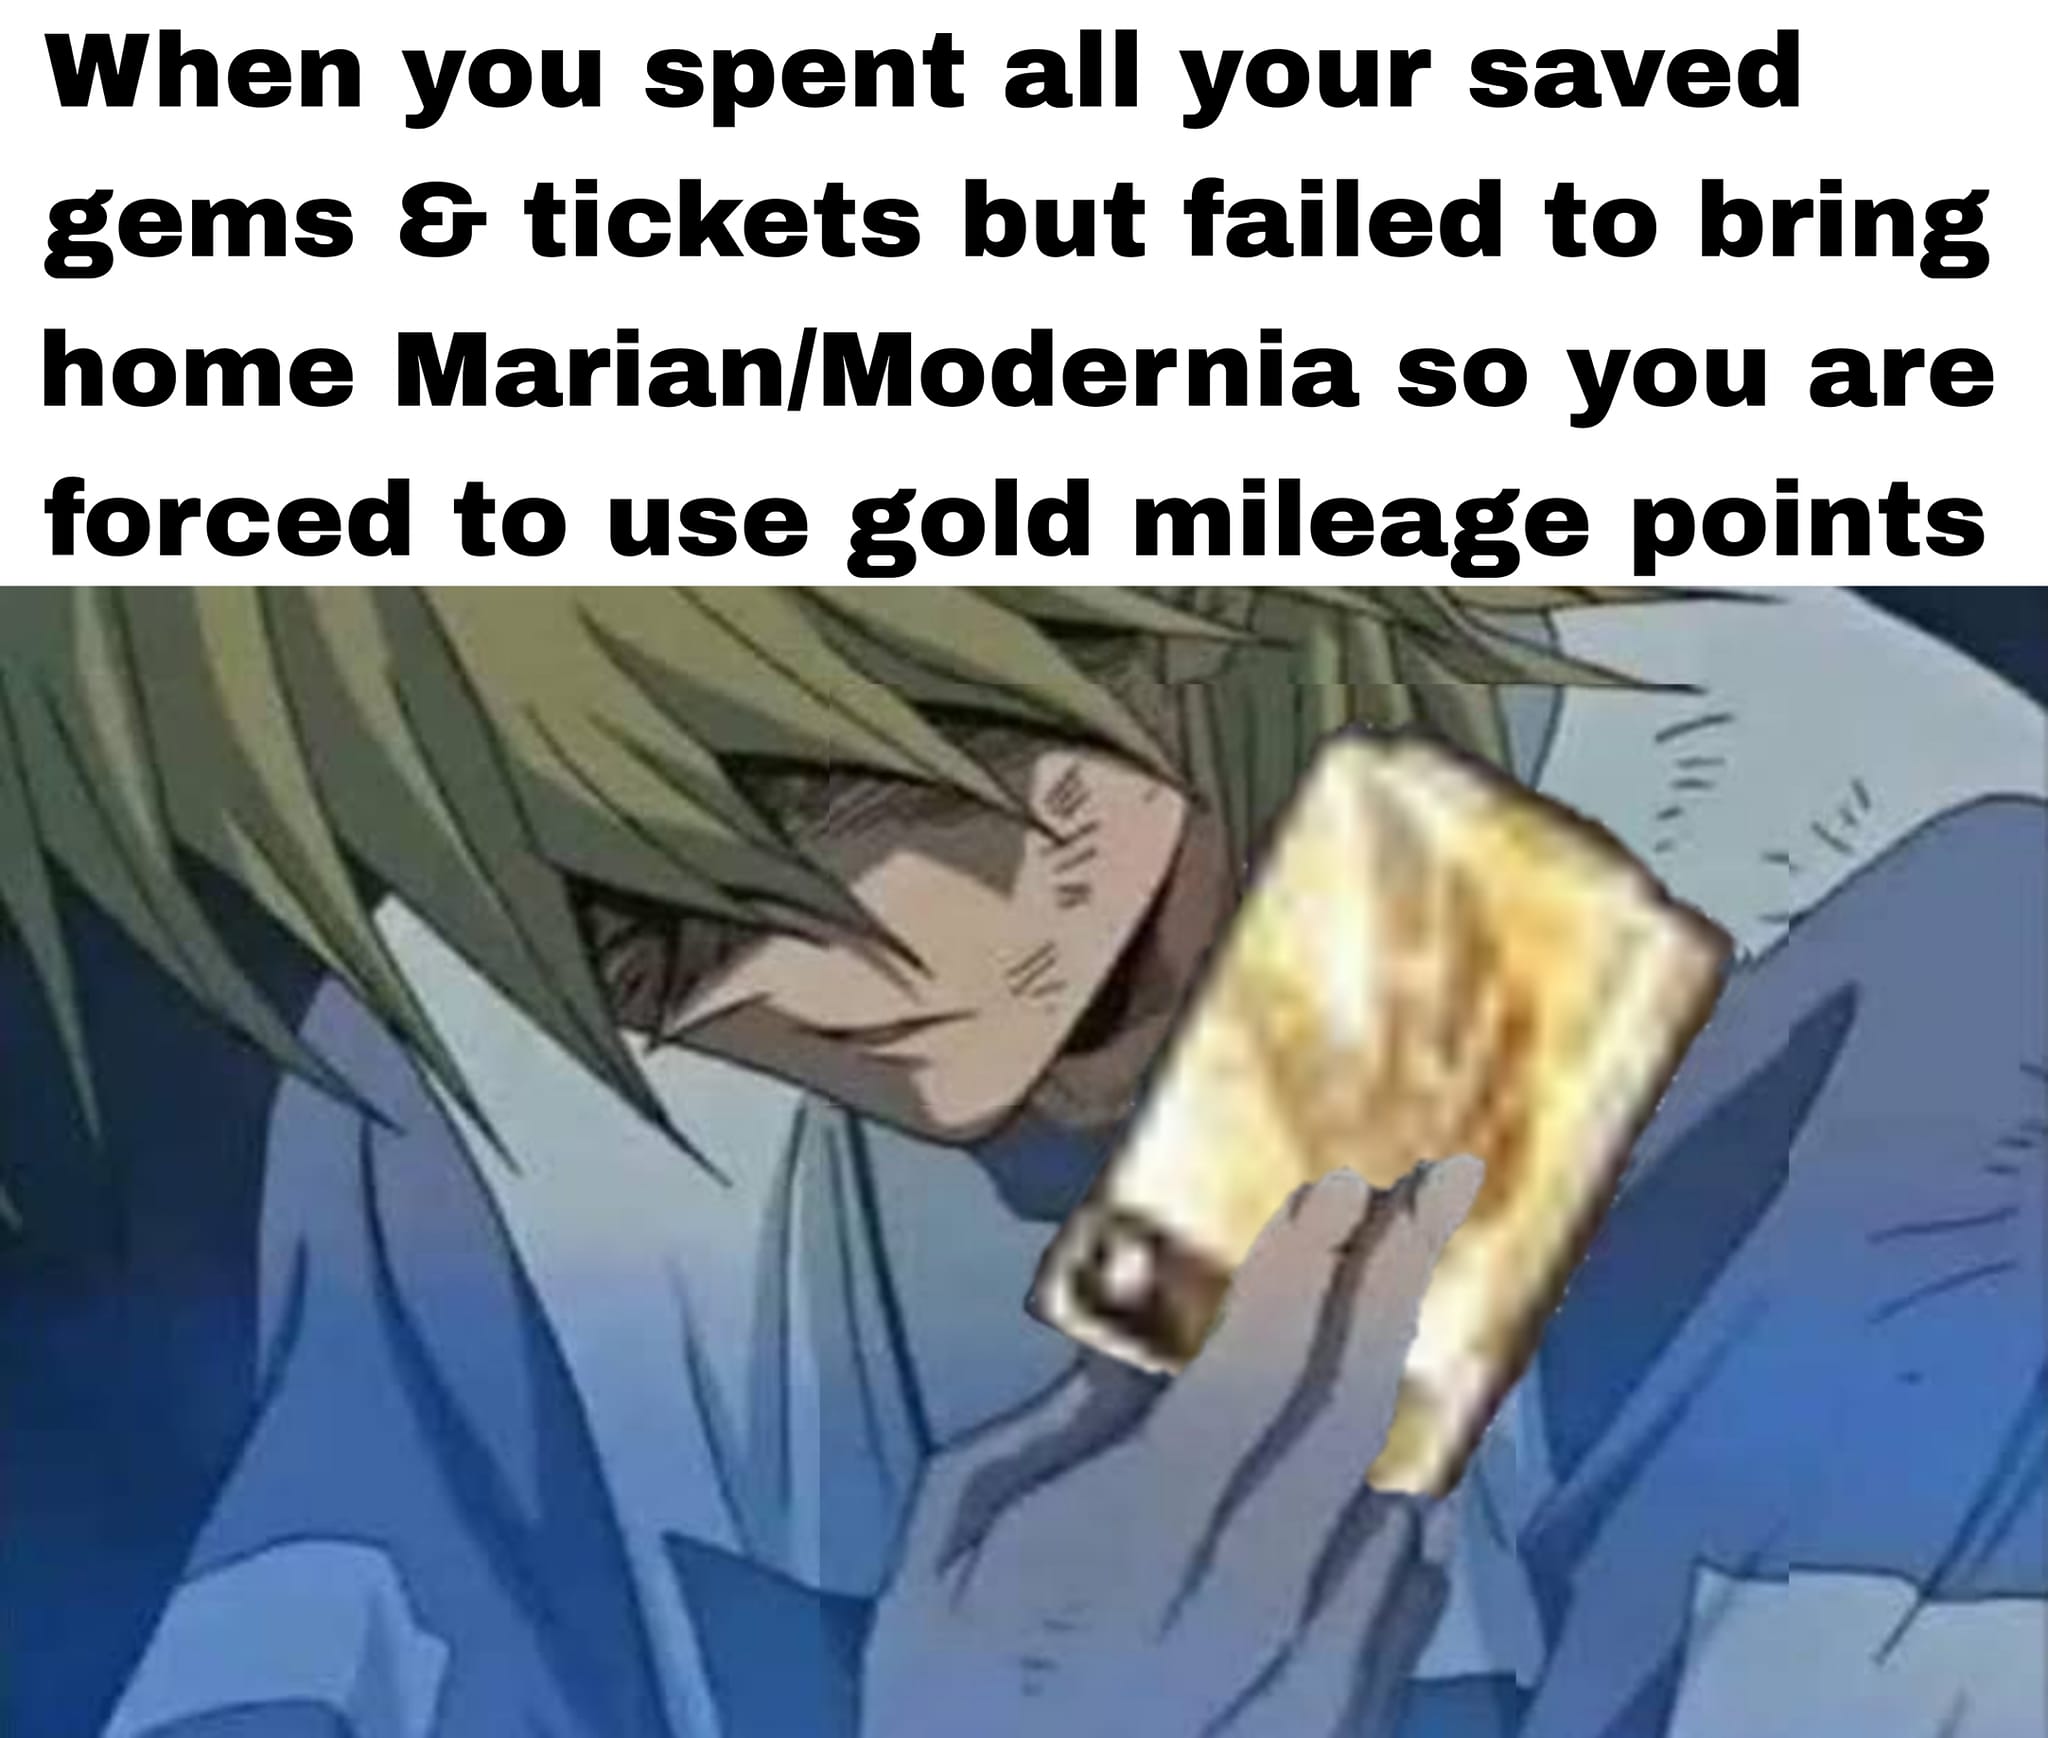 When you spent all your saved
gems & tickets but failed to bring
home Marian/Modernia so you are
forced to use gold mileage points